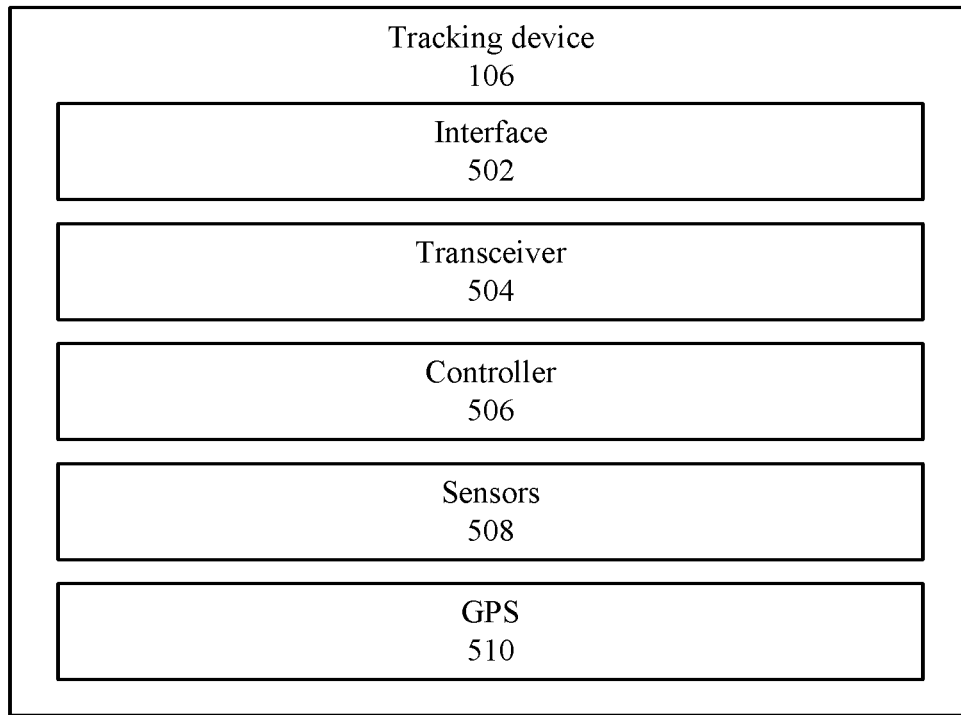 Tracking device
106
Interface
502
Transceiver
504
Controller
506
Sensors
508
GPS
510